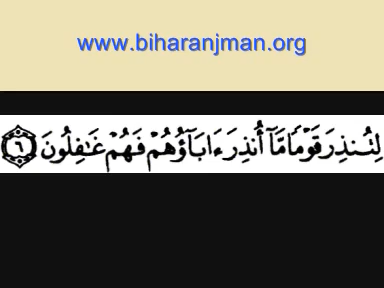 www.biharanjman.org
لِتُنذِرَ قَوْمًا مَّآ أُنذِرَ ءَابَآؤُهُمْ فَهُمْ غَٰفِلُونَ ٦